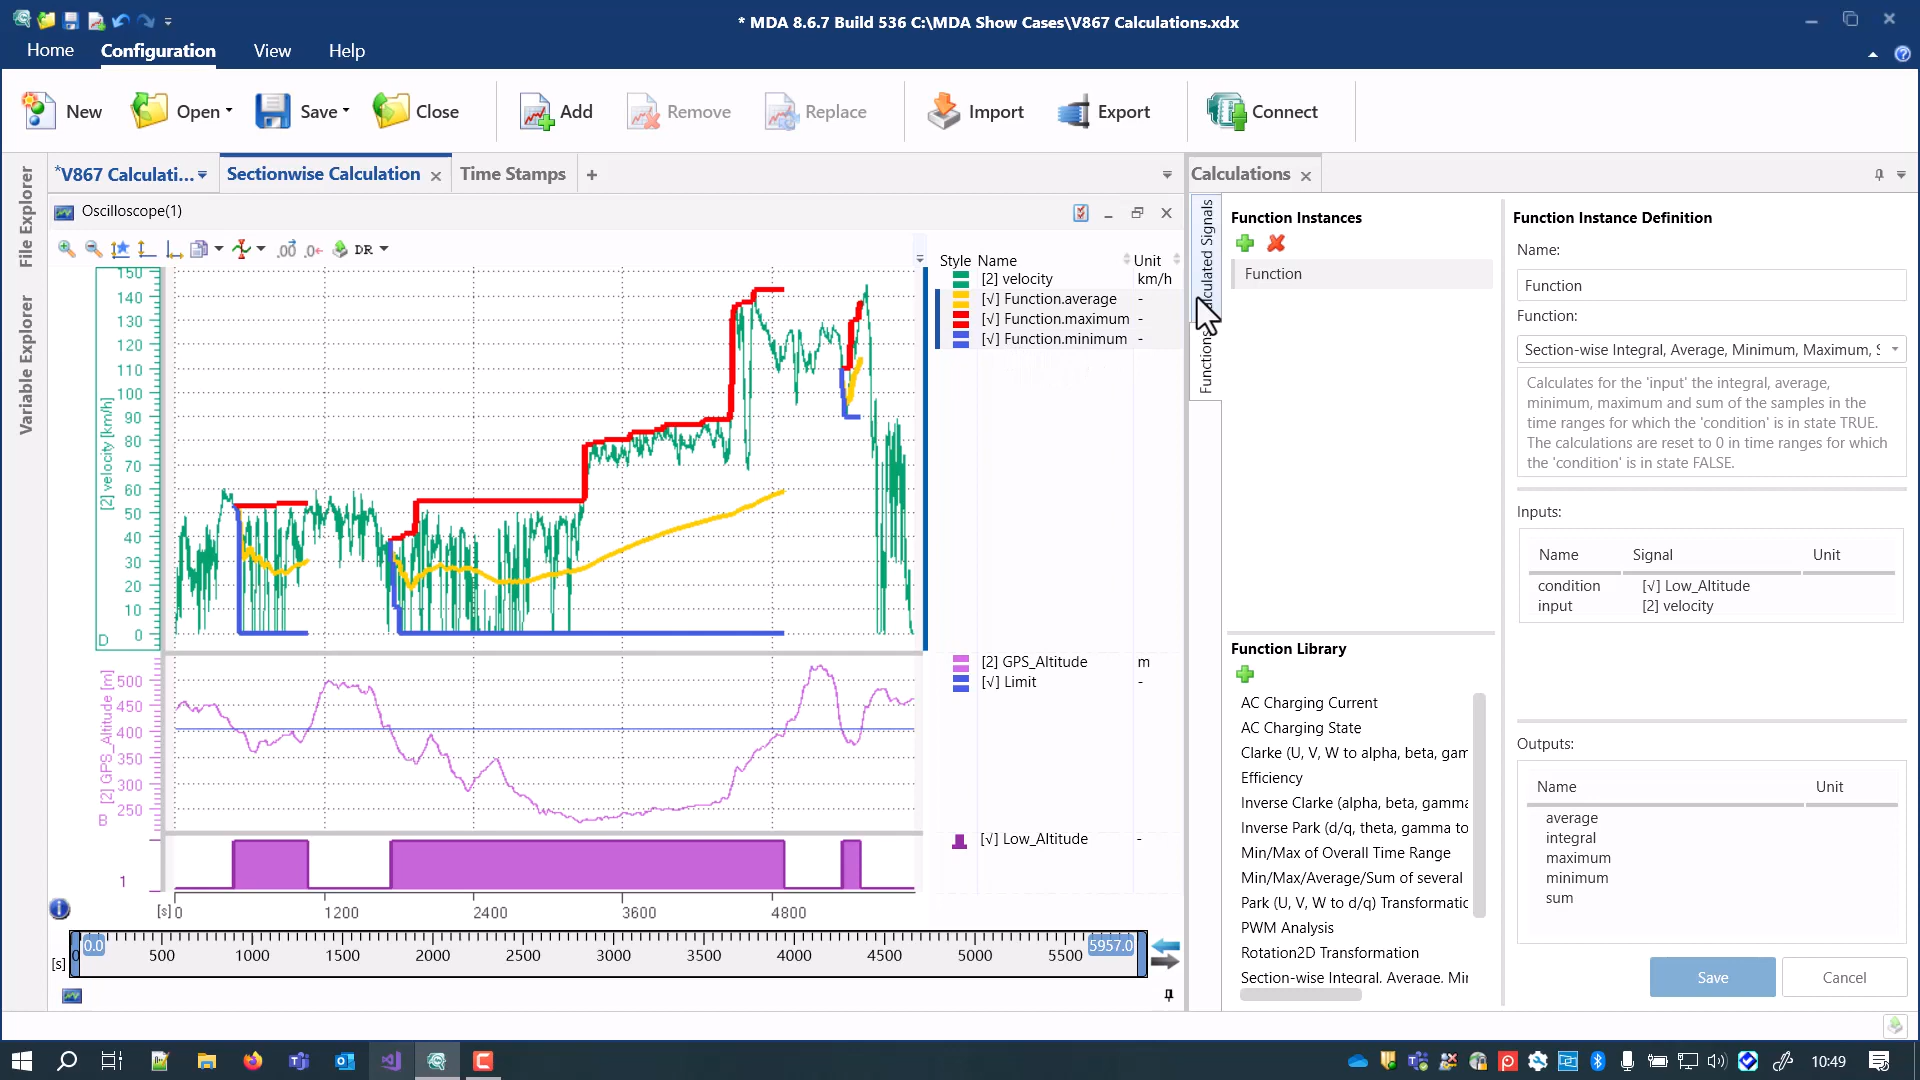 * MDA 8.6.7 Build 536 C:\MDA Show Cases\V867 Calculations.xdx
Home Configuration View Help
New Open Save Close Add Remove Replace Import Export Connect
File Explorer
Variable Explorer
*V867 Calculati... Sectionwise Calculation Time Stamps +
Oscilloscope(1)
DR
Style Name Unit
[2] velocity km/h
[√] Function.average -
[√] Function.maximum -
[√] Function.minimum -
[2] velocity [km/h]
150
140
130
120
110
100
90
80
70
60
50
40
30
20
10
0
D
[2] GPS_Altitude m
[√] Limit -
[2] GPS_Altitude [m]
500
450
400
350
300
250
B
[√] Low_Altitude -
1
[s] 0 1200 2400 3600 4800
0.0 5957.0
[s] 0 500 1000 1500 2000 2500 3000 3500 4000 4500 5000 5500
Calculations
Functions
Function Instances
Function
Function Library
AC Charging Current
AC Charging State
Clarke (U, V, W to alpha, beta, gam
Efficiency
Inverse Clarke (alpha, beta, gamma
Inverse Park (d/q, theta, gamma to
Min/Max of Overall Time Range
Min/Max/Average/Sum of several
Park (U, V, W to d/q) Transformatic
PWM Analysis
Rotation2D Transformation
Section-wise Integral, Average, Mir
Function Instance Definition
Name:
Function
Function:
Section-wise Integral, Average, Minimum, Maximum, S
Calculates for the 'input' the integral, average,
minimum, maximum and sum of the samples in the
time ranges for which the 'condition' is in state TRUE.
The calculations are reset to 0 in time ranges for which
the 'condition' is in state FALSE.
Inputs:
Name Signal Unit
condition [√] Low_Altitude
input [2] velocity
Outputs:
Name Unit
average
integral
maximum
minimum
sum
Save Cancel
10:49